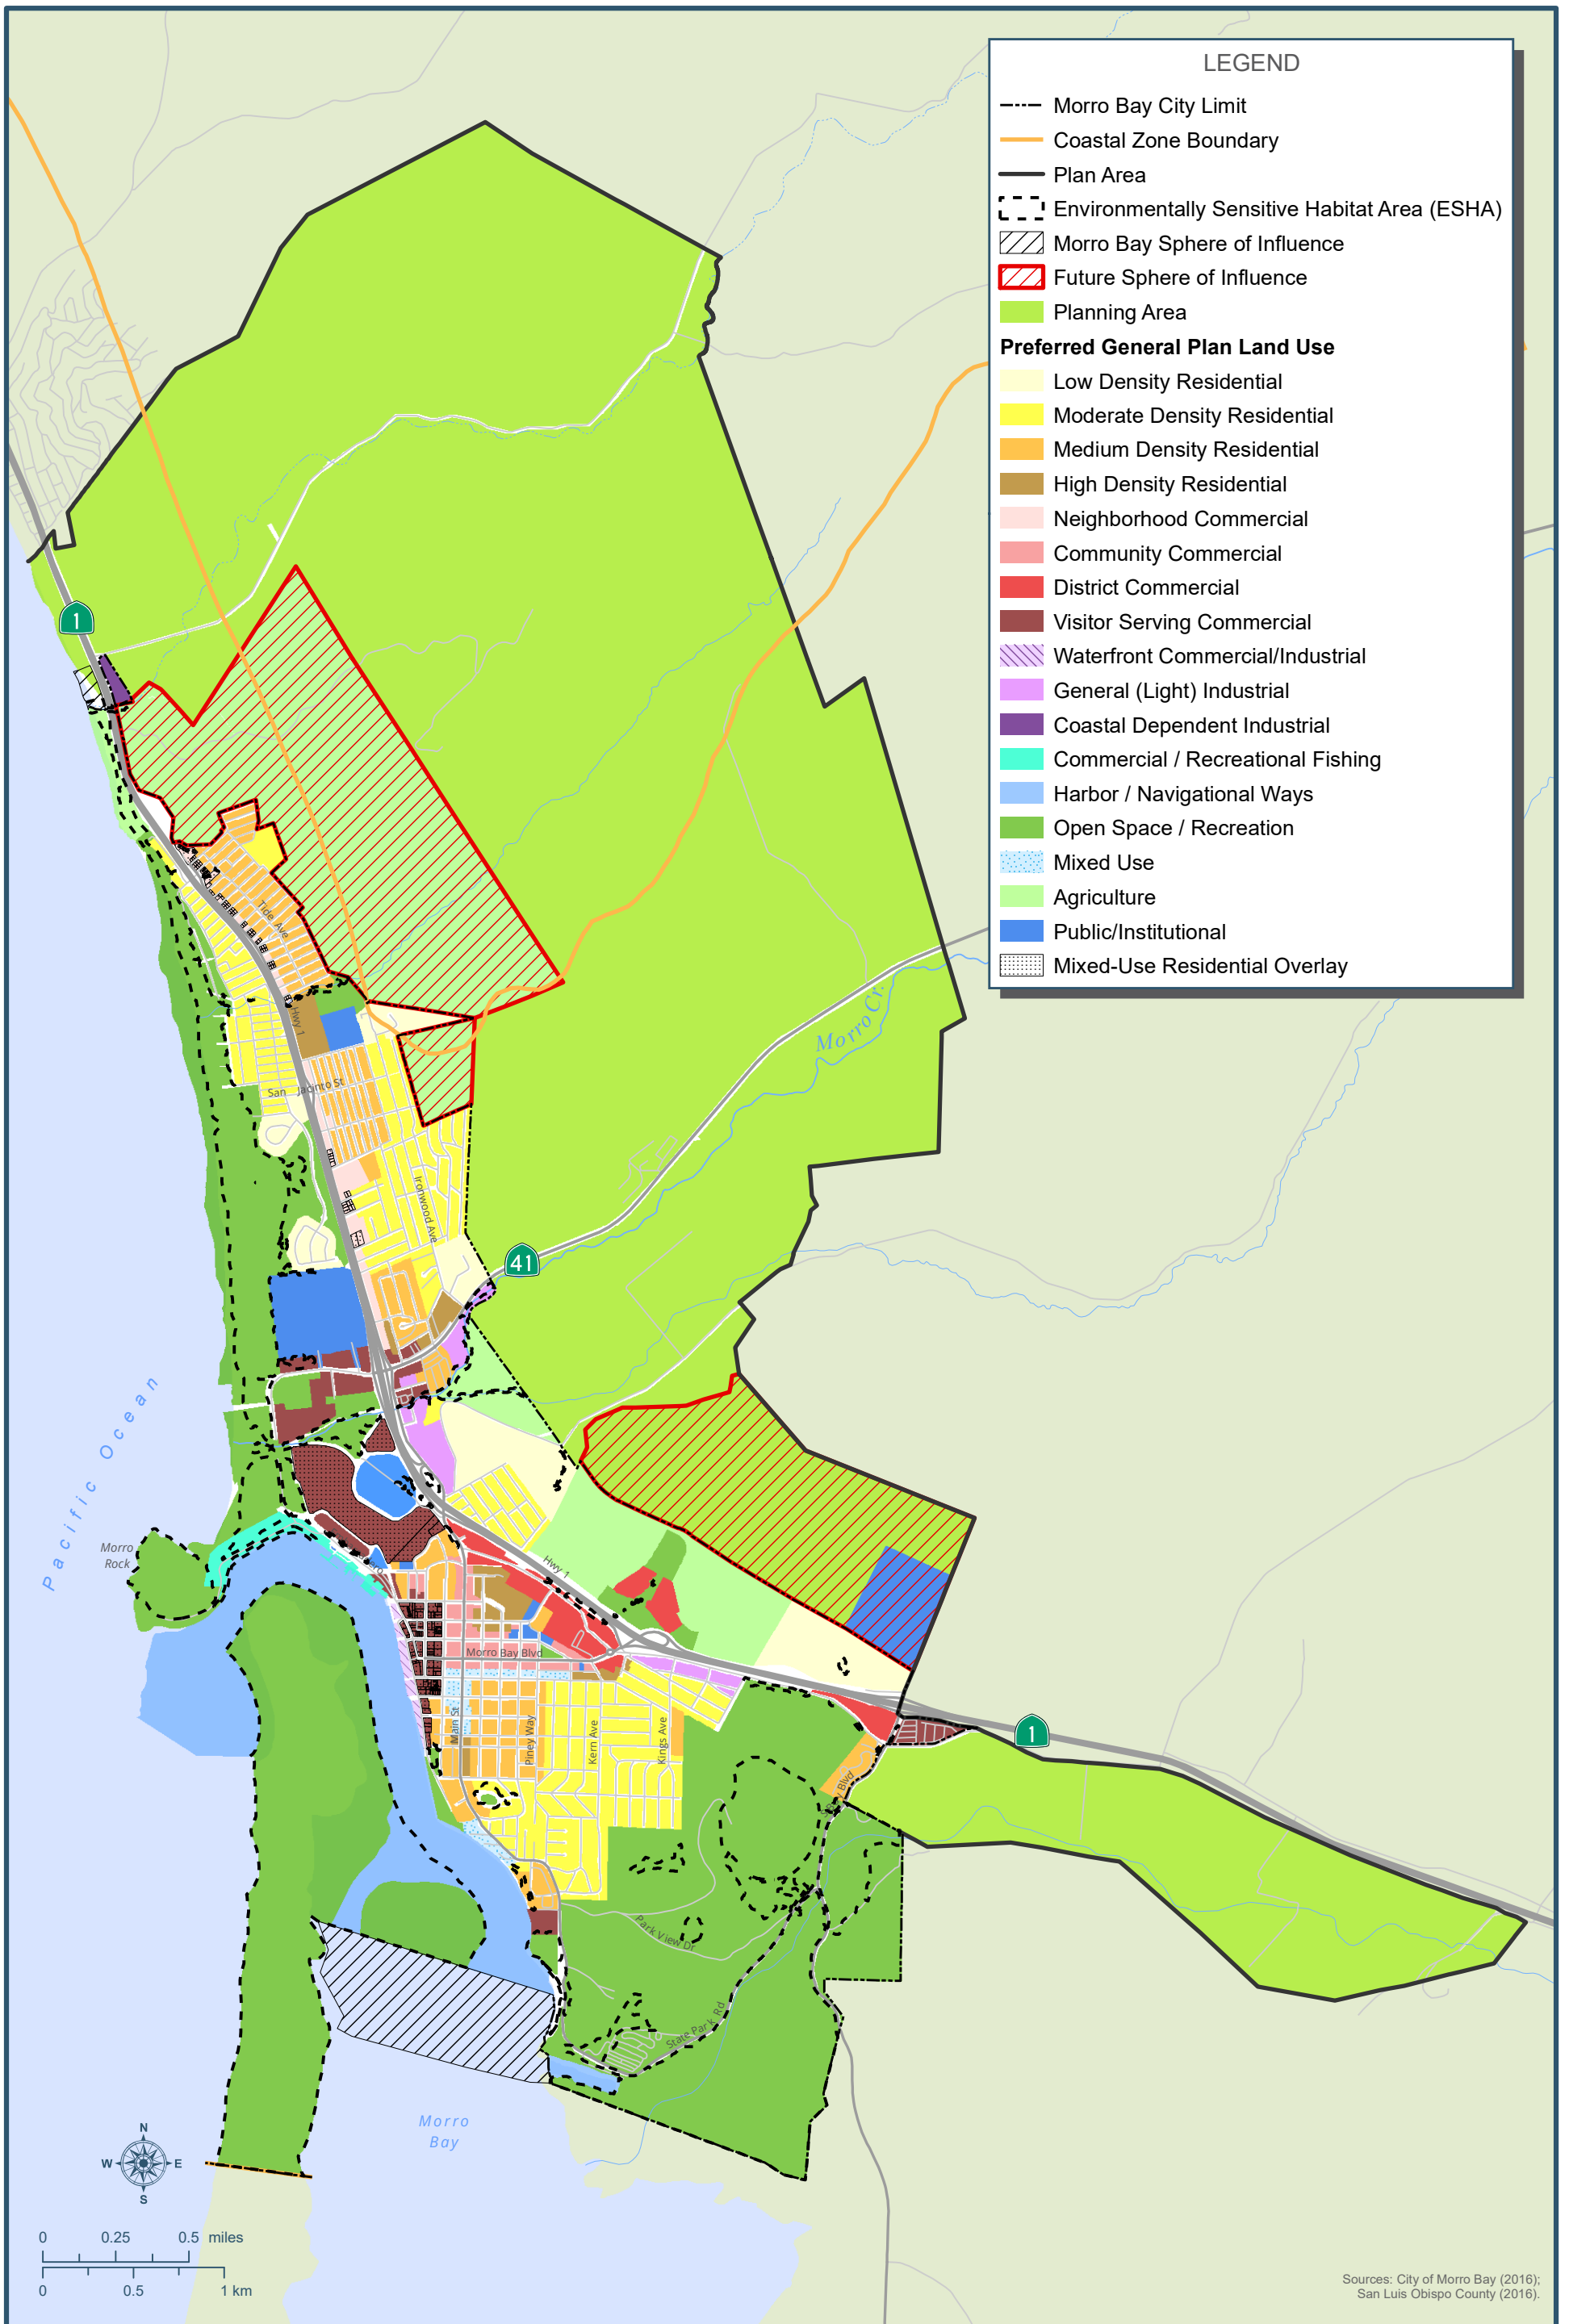 LEGEND
Morro Bay City Limit
Coastal Zone Boundary
Plan Area
Environmentally Sensitive Habitat Area (ESHA)
Morro Bay Sphere of Influence
Future Sphere of Influence
Planning Area
Preferred General Plan Land Use
Low Density Residential
Moderate Density Residential
Medium Density Residential
High Density Residential
Neighborhood Commercial
Community Commercial
District Commercial
Visitor Serving Commercial
Waterfront Commercial/Industrial
General (Light) Industrial
Coastal Dependent Industrial
Commercial / Recreational Fishing
Harbor / Navigational Ways
Open Space / Recreation
Mixed Use
Agriculture
Public/Institutional
Mixed-Use Residential Overlay
1
Tide Ave
Hwy 1
San Jacinto St
Morro Cr.
Ironwood Ave
41
Pacific Ocean
Morro
Rock
Hwy 1
Morro Bay Blvd
Main St
Piney Way
Kern Ave
Kings Ave
1
Blvd
Park View Dr
State Park Rd
Morro
Bay
N
W E
S
0 0.25 0.5 miles
0 0.5 1 km
Sources: City of Morro Bay (2016);
San Luis Obispo County (2016).